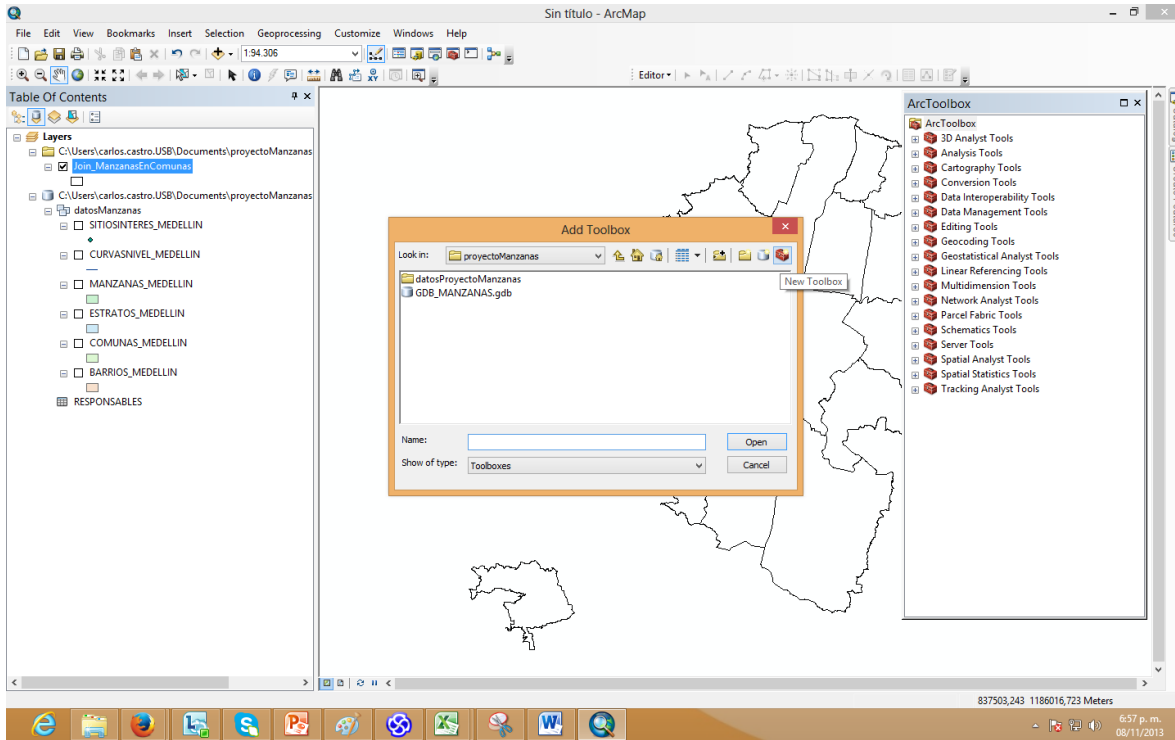 Sin título - ArcMap
File Edit View Bookmarks Insert Selection Geoprocessing Customize Windows Help
1:94.306
Editor
Table Of Contents
Layers
C:\Users\carlos.castro.USB\Documents\proyectoManzanas
Join_ManzanasEnComunas
C:\Users\carlos.castro.USB\Documents\proyectoManzanas
datosManzanas
SITIOSINTERES_MEDELLIN
CURVASNIVEL_MEDELLIN
MANZANAS_MEDELLIN
ESTRATOS_MEDELLIN
COMUNAS_MEDELLIN
BARRIOS_MEDELLIN
RESPONSABLES
Add Toolbox
Look in: proyectoManzanas
datosProyectoManzanas
GDB_MANZANAS.gdb
New Toolbox
Name:
Open
Show of type: Toolboxes
Cancel
ArcToolbox
ArcToolbox
3D Analyst Tools
Analysis Tools
Cartography Tools
Conversion Tools
Data Interoperability Tools
Data Management Tools
Editing Tools
Geocoding Tools
Geostatistical Analyst Tools
Linear Referencing Tools
Multidimension Tools
Network Analyst Tools
Parcel Fabric Tools
Schematics Tools
Server Tools
Spatial Analyst Tools
Spatial Statistics Tools
Tracking Analyst Tools
837503,243 1186016,723 Meters
6:57 p. m.
08/11/2013